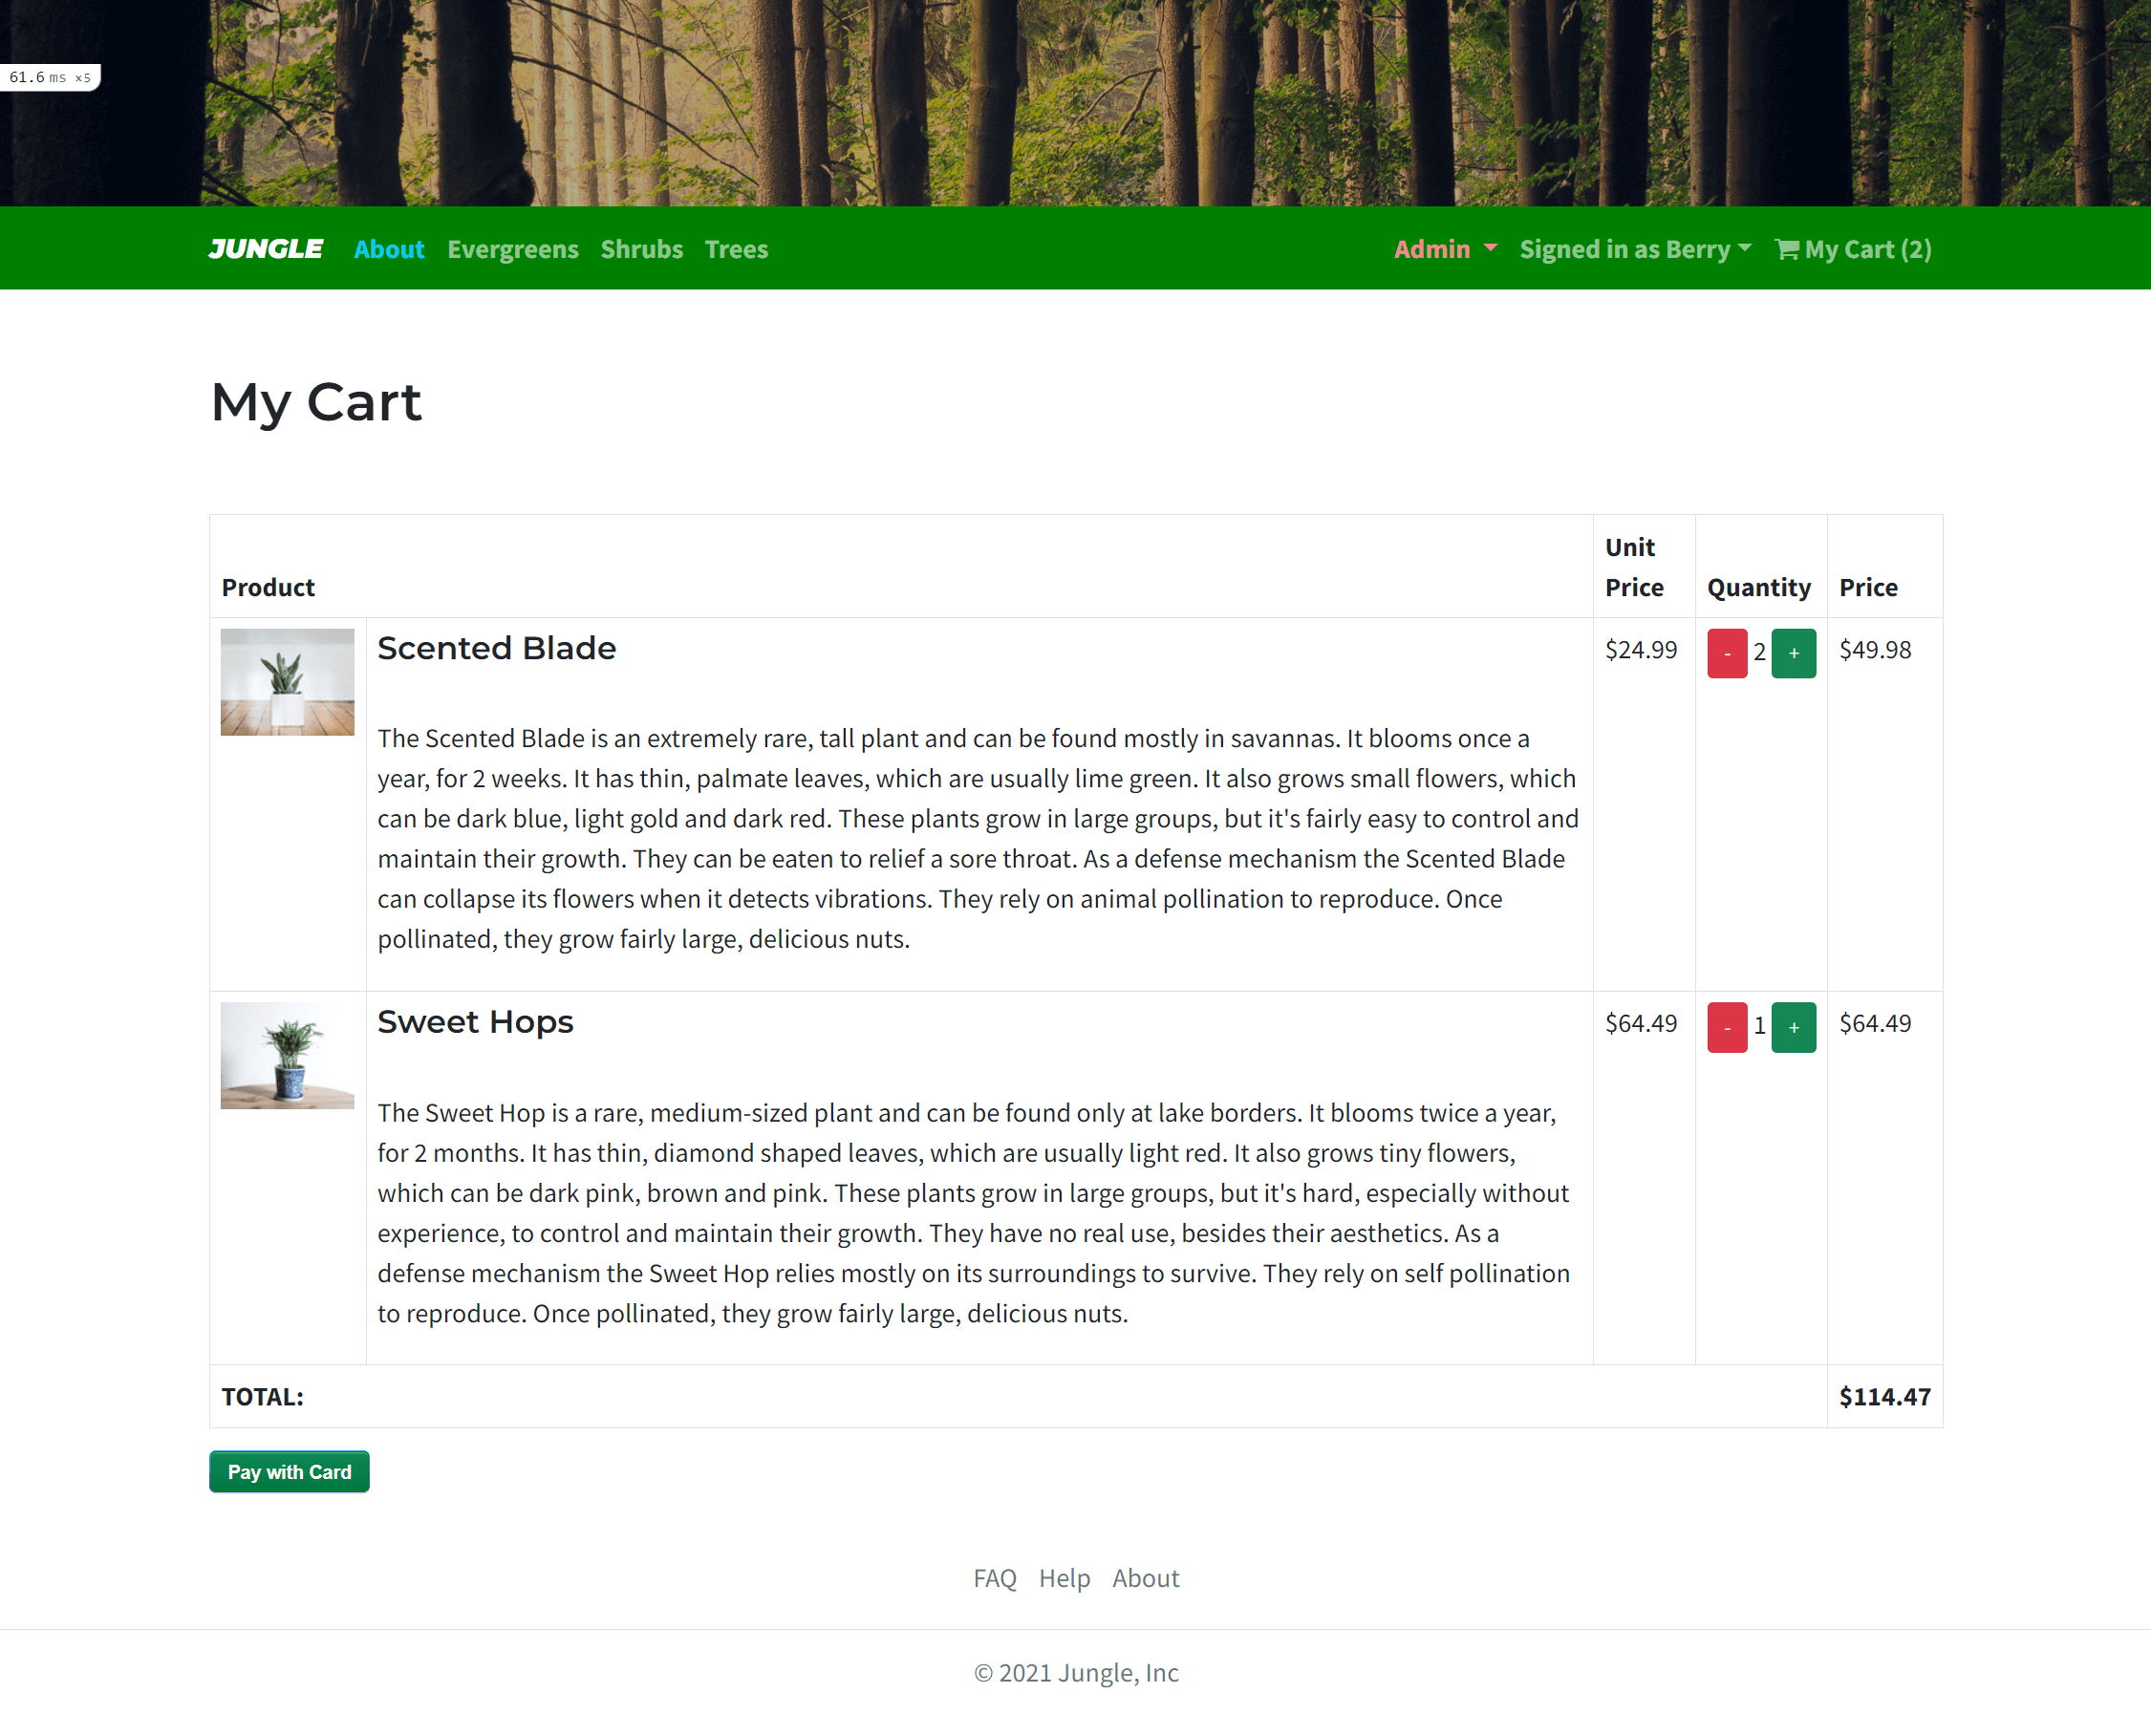 61.6 ms ×5
JUNGLE About Evergreens Shrubs Trees Admin Signed in as Berry My Cart (2)
My Cart
Product Unit Price Quantity Price
Scented Blade $24.99 - 2 + $49.98
The Scented Blade is an extremely rare, tall plant and can be found mostly in savannas. It blooms once a
year, for 2 weeks. It has thin, palmate leaves, which are usually lime green. It also grows small flowers, which
can be dark blue, light gold and dark red. These plants grow in large groups, but it's fairly easy to control and
maintain their growth. They can be eaten to relief a sore throat. As a defense mechanism the Scented Blade
can collapse its flowers when it detects vibrations. They rely on animal pollination to reproduce. Once
pollinated, they grow fairly large, delicious nuts.
Sweet Hops $64.49 - 1 + $64.49
The Sweet Hop is a rare, medium-sized plant and can be found only at lake borders. It blooms twice a year,
for 2 months. It has thin, diamond shaped leaves, which are usually light red. It also grows tiny flowers,
which can be dark pink, brown and pink. These plants grow in large groups, but it's hard, especially without
experience, to control and maintain their growth. They have no real use, besides their aesthetics. As a
defense mechanism the Sweet Hop relies mostly on its surroundings to survive. They rely on self pollination
to reproduce. Once pollinated, they grow fairly large, delicious nuts.
TOTAL: $114.47
Pay with Card
FAQ Help About
© 2021 Jungle, Inc